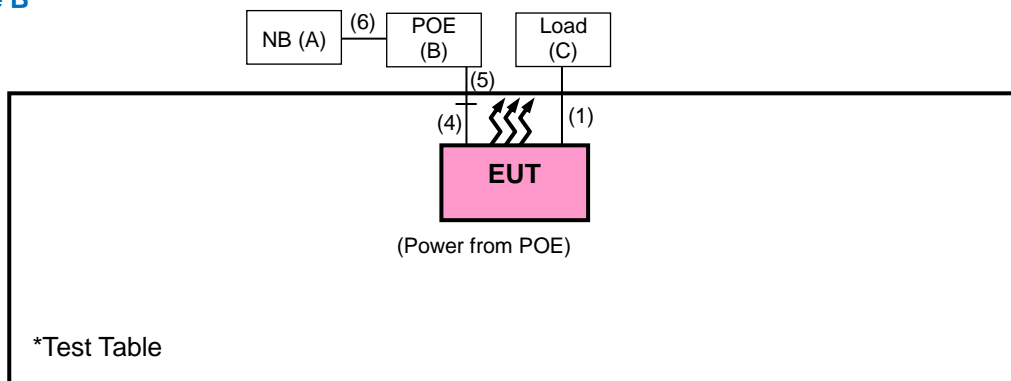 B
NB (A)
(6)
POE
(B)
Load
(C)
(5)
(4)
(1)
EUT
(Power from POE)
*Test Table